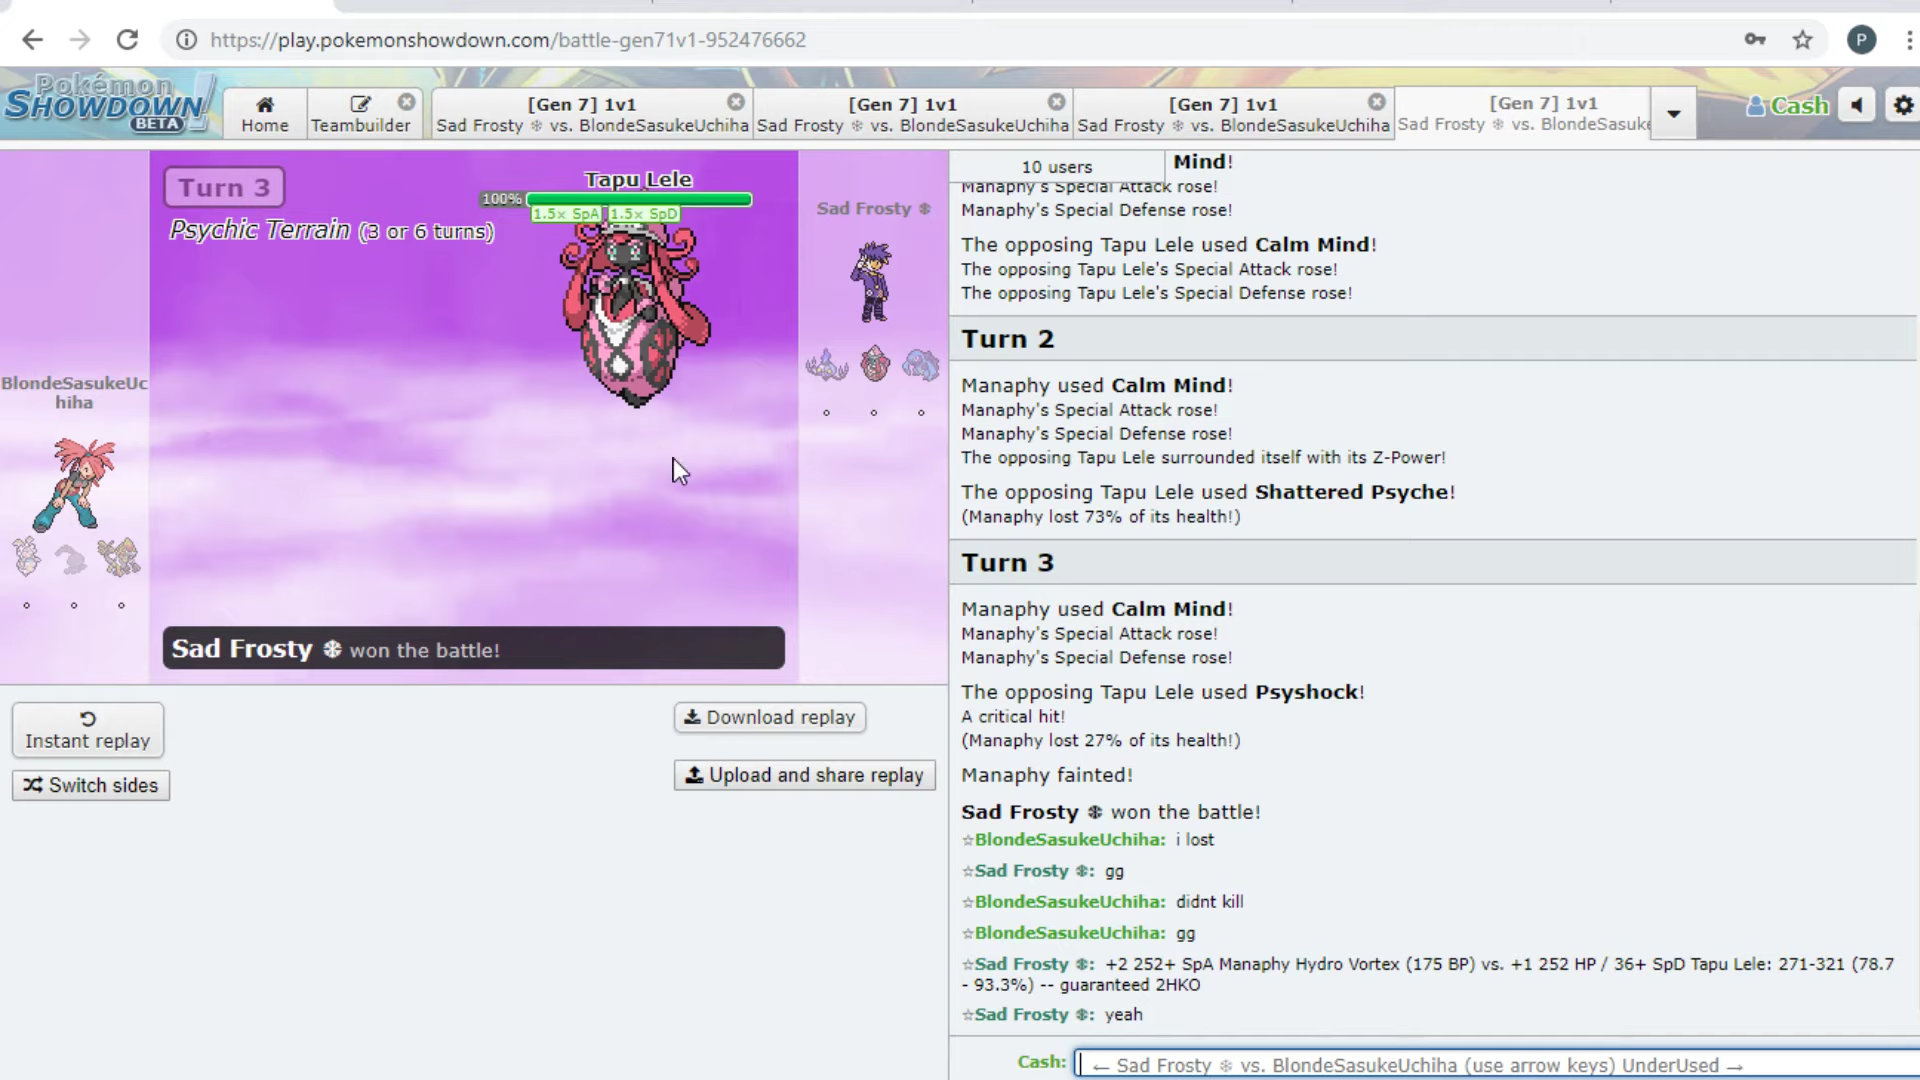 https://play.pokemonshowdown.com/battle-gen71v1-952476662
P
Pokémon
SHOWDOWN!
BETA
Home
Teambuilder
[Gen 7] 1v1
Sad Frosty ❄ vs. BlondeSasukeUchiha
[Gen 7] 1v1
Sad Frosty ❄ vs. BlondeSasukeUchiha
[Gen 7] 1v1
Sad Frosty ❄ vs. BlondeSasukeUchiha
[Gen 7] 1v1
Sad Frosty ❄ vs. BlondeSasuke
Cash
Turn 3
Psychic Terrain (3 or 6 turns)
Tapu Lele
100%
1.5× SpA 1.5× SpD
Sad Frosty ❄
BlondeSasukeUc
hiha
Sad Frosty ❄ won the battle!
Instant replay
Switch sides
Download replay
Upload and share replay
10 users
Mind!
Manaphy's Special Attack rose!
Manaphy's Special Defense rose!
The opposing Tapu Lele used Calm Mind!
The opposing Tapu Lele's Special Attack rose!
The opposing Tapu Lele's Special Defense rose!
Turn 2
Manaphy used Calm Mind!
Manaphy's Special Attack rose!
Manaphy's Special Defense rose!
The opposing Tapu Lele surrounded itself with its Z-Power!
The opposing Tapu Lele used Shattered Psyche!
(Manaphy lost 73% of its health!)
Turn 3
Manaphy used Calm Mind!
Manaphy's Special Attack rose!
Manaphy's Special Defense rose!
The opposing Tapu Lele used Psyshock!
A critical hit!
(Manaphy lost 27% of its health!)
Manaphy fainted!
Sad Frosty ❄ won the battle!
☆BlondeSasukeUchiha: i lost
☆Sad Frosty ❄: gg
☆BlondeSasukeUchiha: didnt kill
☆BlondeSasukeUchiha: gg
☆Sad Frosty ❄: +2 252+ SpA Manaphy Hydro Vortex (175 BP) vs. +1 252 HP / 36+ SpD Tapu Lele: 271-321 (78.7
- 93.3%) -- guaranteed 2HKO
☆Sad Frosty ❄: yeah
Cash: ← Sad Frosty ❄ vs. BlondeSasukeUchiha (use arrow keys) UnderUsed →